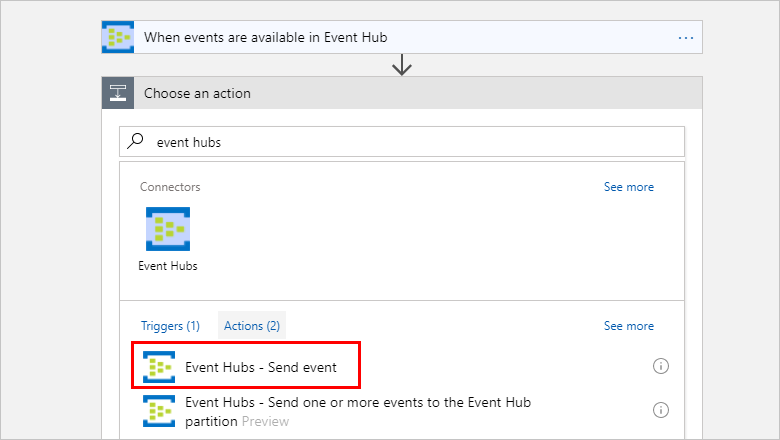 When events are available in Event Hub
...
Choose an action
event hubs
Connectors
See more
Event Hubs
Triggers (1)
Actions (2)
See more
Event Hubs - Send event
Event Hubs - Send one or more events to the Event Hub
partition Preview